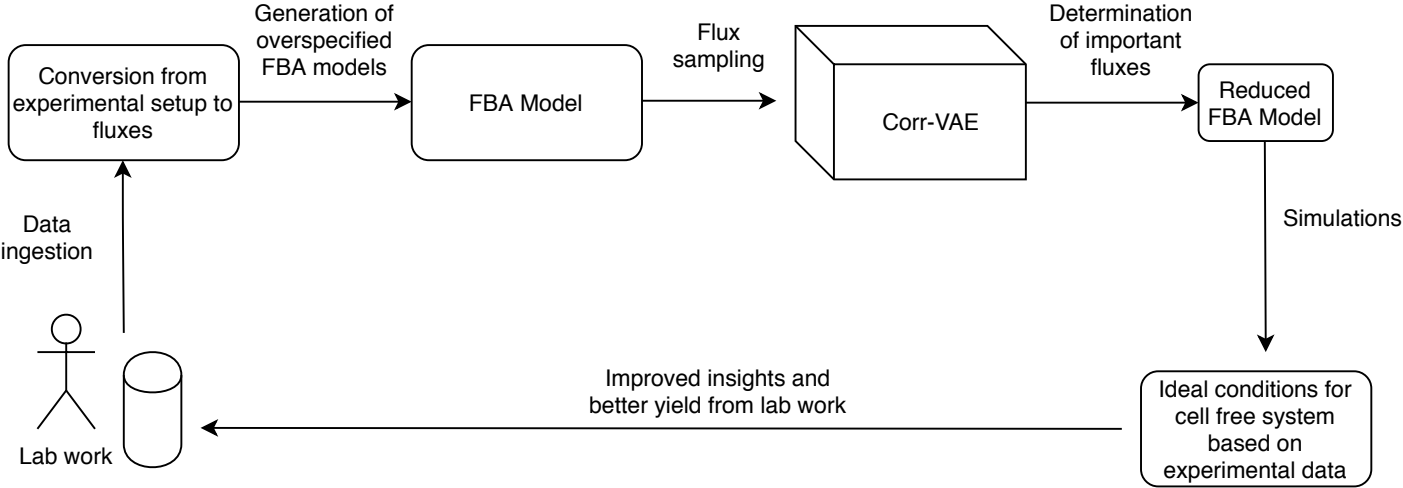 Generation of
overspecified
FBA models
Conversion from
experimental setup to
fluxes
FBA Model
Flux
sampling
Corr-VAE
Determination
of important
fluxes
Reduced
FBA Model
Data
ingestion
Simulations
Lab work
Improved insights and
better yield from lab work
Ideal conditions for
cell free system
based on
experimental data